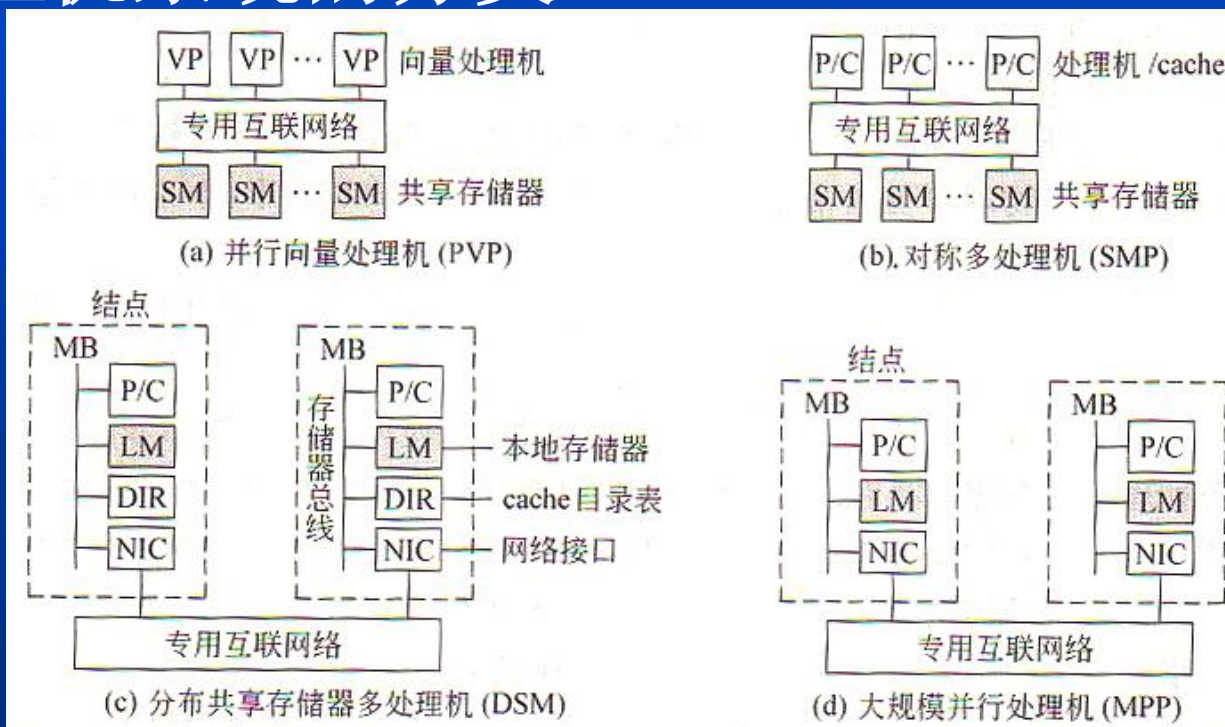 VP VP … VP 向量处理机
专用互联网络
SM SM … SM 共享存储器
(a) 并行向量处理机 (PVP)
P/C P/C … P/C 处理机 /cache
专用互联网络
SM SM … SM 共享存储器
(b).对称多处理机 (SMP)
结点
MB
P/C
LM
DIR
NIC
MB
存储器总线
P/C
LM 本地存储器
DIR cache目录表
NIC 网络接口
专用互联网络
(c) 分布共享存储器多处理机 (DSM)
结点
MB
P/C
LM
NIC
MB
P/C
LM
NIC
专用互联网络
(d) 大规模并行处理机 (MPP)